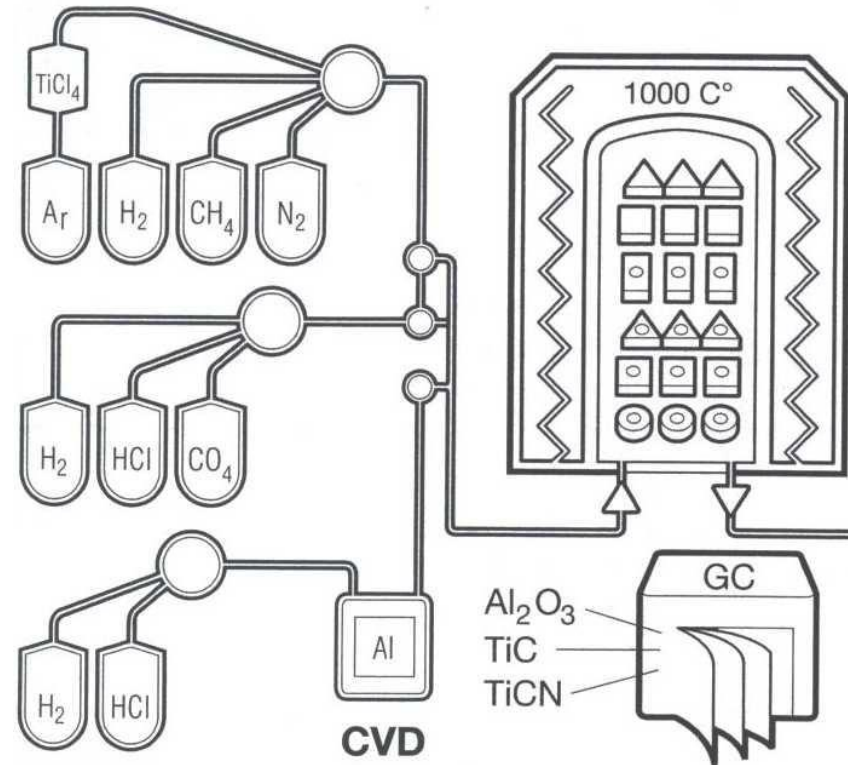 TiCl₄
Ar H₂ CH₄ N₂
1000 C°
H₂ HCl CO₄
H₂ HCl
Al
CVD
GC
Al₂O₃
TiC
TiCN